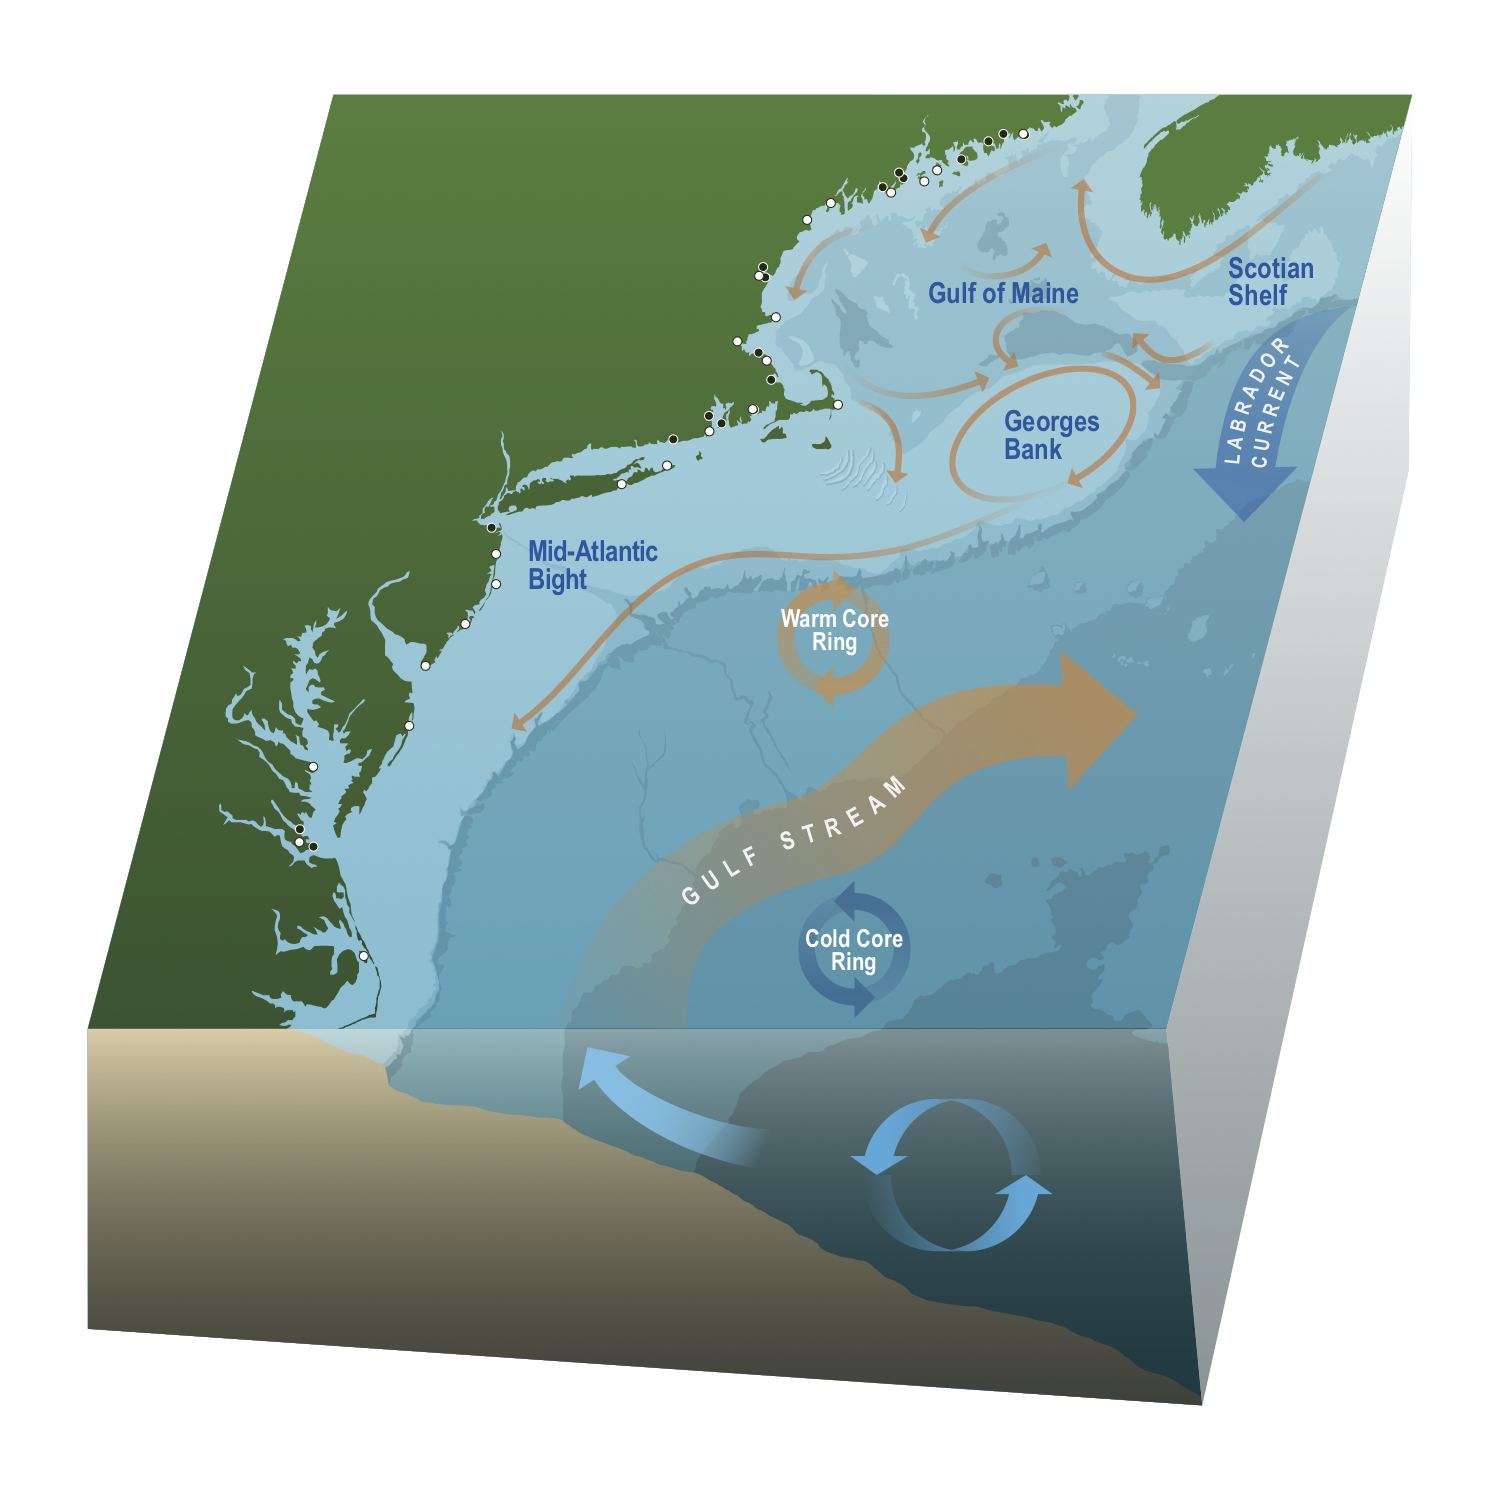 Scotian
Shelf
Gulf of Maine
LABRADOR
CURRENT
Georges
Bank
Mid-Atlantic
Bight
Warm Core
Ring
GULF STREAM
Cold Core
Ring